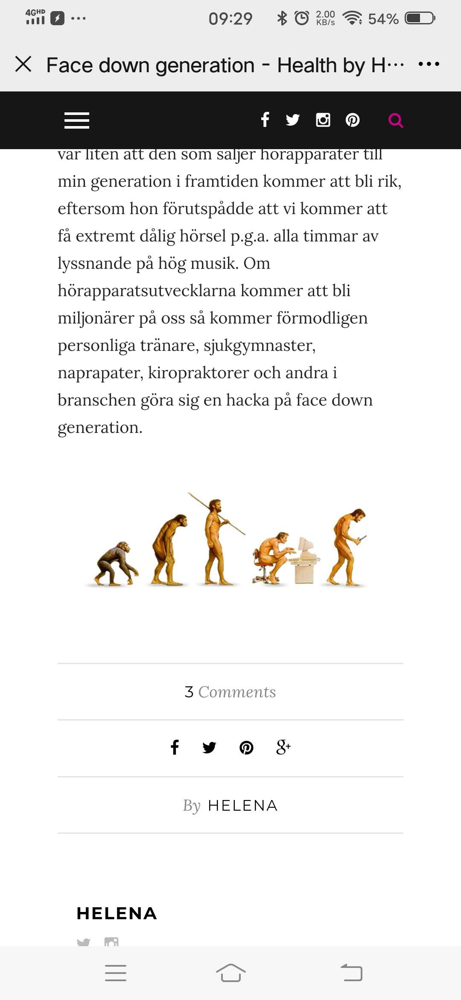 4GHD
09:29
2.00
KB/s
54%
Face down generation - Health by H···
var liten att den som säljer hörapparater till
min generation i framtiden kommer att bli rik,
eftersom hon förutspådde att vi kommer att
få extremt dålig hörsel p.g.a. alla timmar av
lyssnande på hög musik. Om
hörapparatsutvecklarna kommer att bli
miljonärer på oss så kommer förmodligen
personliga tränare, sjukgymnaster,
naprapater, kiropraktorer och andra i
branschen göra sig en hacka på face down
generation.
3 Comments
By HELENA
HELENA